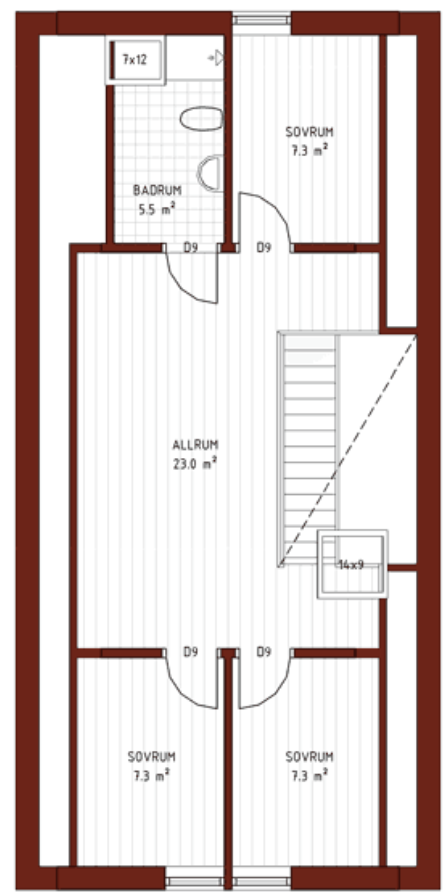 7x12
SOVRUM
7.3 m²
BADRUM
5.5 m²
D9
D9
ALLRUM
23.0 m²
14x9
D9
D9
SOVRUM
7.3 m²
SOVRUM
7.3 m²